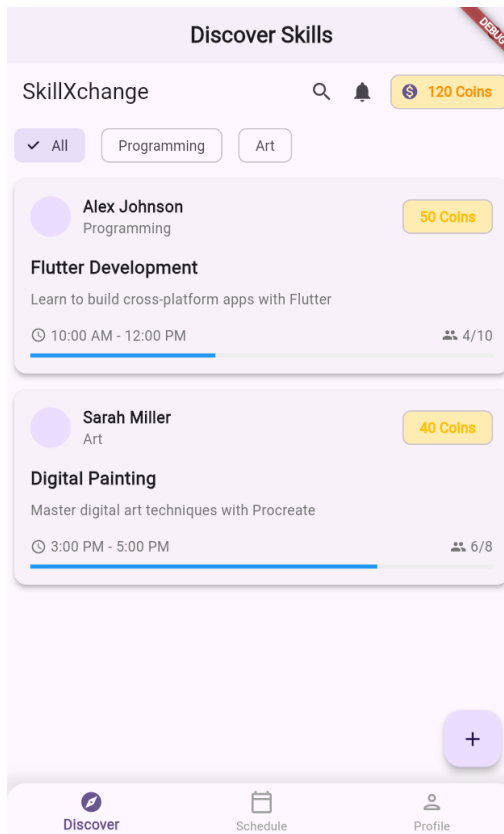 Discover Skills
DEBUG
SkillXchange
120 Coins
All
Programming
Art
Alex Johnson
Programming
50 Coins
Flutter Development
Learn to build cross-platform apps with Flutter
10:00 AM - 12:00 PM
4/10
Sarah Miller
Art
40 Coins
Digital Painting
Master digital art techniques with Procreate
3:00 PM - 5:00 PM
6/8
Discover
Schedule
Profile